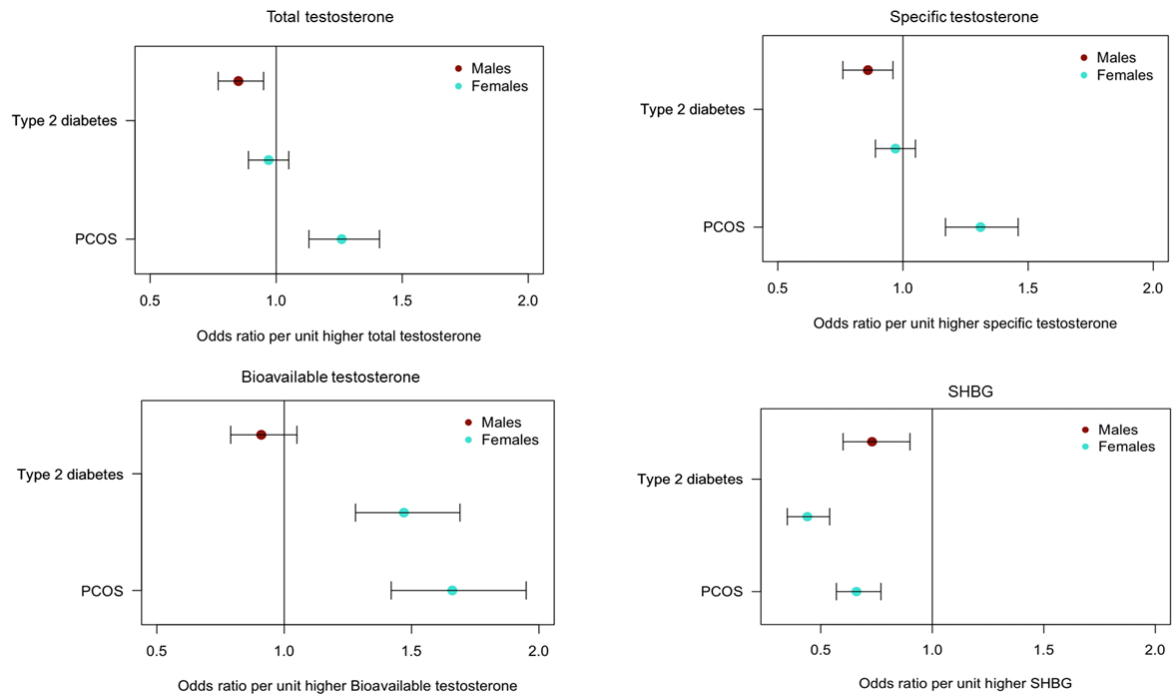 Total testosterone
Males
Females
Type 2 diabetes
PCOS
0.5 1.0 1.5 2.0
Odds ratio per unit higher total testosterone
Specific testosterone
Males
Females
Type 2 diabetes
PCOS
0.5 1.0 1.5 2.0
Odds ratio per unit higher specific testosterone
Bioavailable testosterone
Males
Females
Type 2 diabetes
PCOS
0.5 1.0 1.5 2.0
Odds ratio per unit higher Bioavailable testosterone
SHBG
Males
Females
Type 2 diabetes
PCOS
0.5 1.0 1.5 2.0
Odds ratio per unit higher SHBG